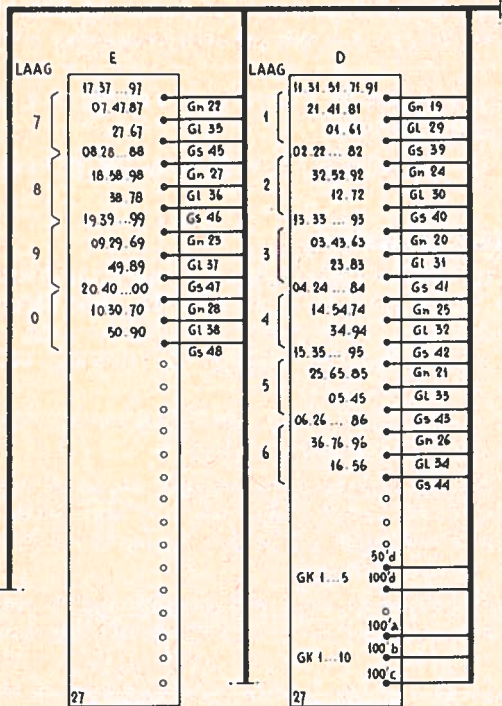 LAAG E
17.37...97
07.47.87 Gn 22
7
27.67 Gl 35
08.28...88 Gs 45
18.58.98 Gn 27
8
38.78 Gl 36
19.39...99 Gs 46
09.29.69 Gn 23
9
49.89 Gl 37
20.40...00 Gs 47
10.30.70 Gn 28
0
50.90 Gl 38
Gs 48
27
LAAG D
11.31.51.71.91
21.41.81 Gn 19
1
01.61 Gl 29
02.22...82 Gs 39
32.52.92 Gn 24
2
12.72 Gl 30
13.33...93 Gs 40
03.43.63 Gn 20
3
23.83 Gl 31
04.24...84 Gs 41
14.54.74 Gn 25
4
34.94 Gl 32
15.35...95 Gs 42
25.65.85 Gn 21
5
05.45 Gl 33
06.26...86 Gs 43
36.76.96 Gn 26
6
16.56 Gl 34
Gs 44
50'd
GK 1...5 100'd
100'a
GK 1...10 100'b
100'c
27